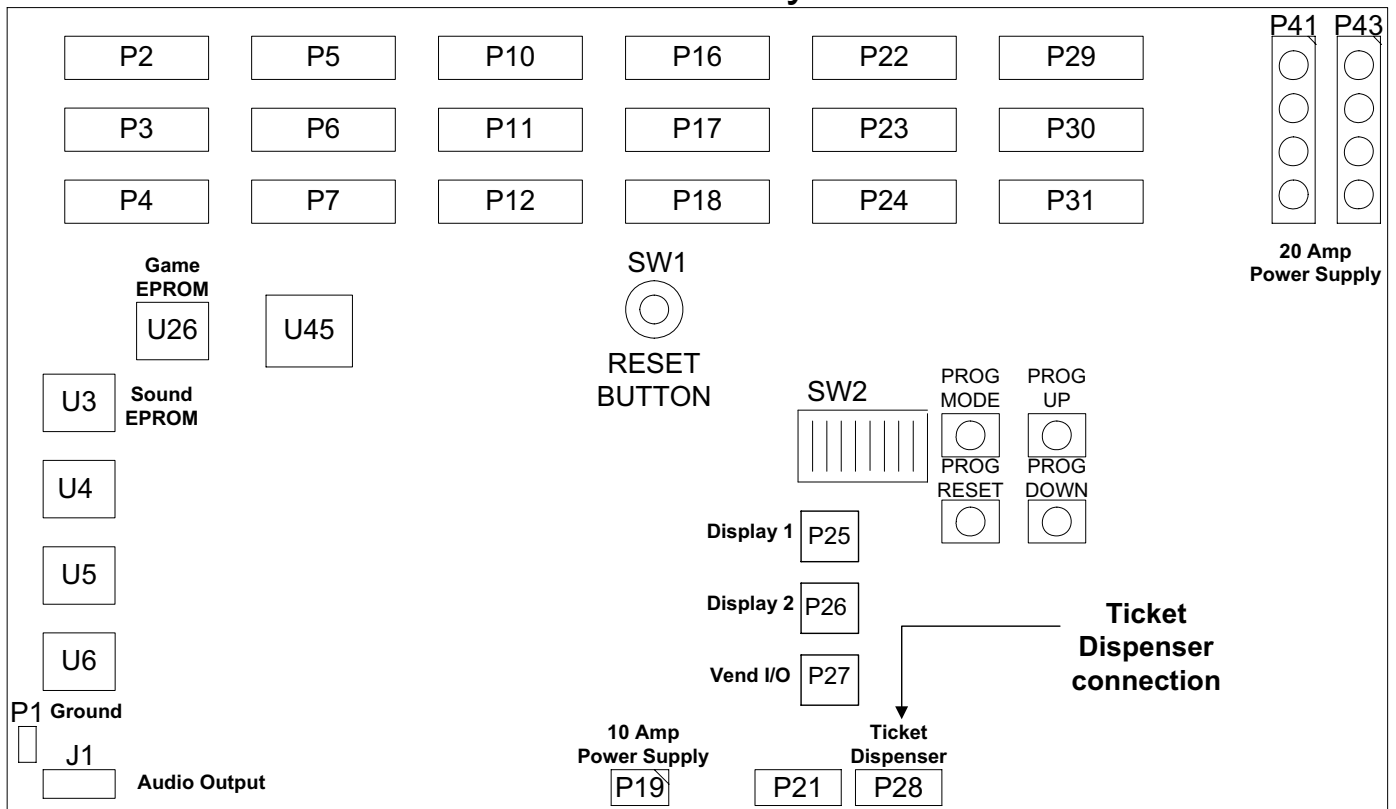 P41 P43
P2 P5 P10 P16 P22 P29
P3 P6 P11 P17 P23 P30
P4 P7 P12 P18 P24 P31
20 Amp
Power Supply
Game
EPROM
U26
U45
SW1
RESET
BUTTON
U3
Sound
EPROM
SW2
PROG
MODE
PROG
UP
PROG
RESET
PROG
DOWN
U4
Display 1
P25
U5
Display 2
P26
Ticket
Dispenser
connection
U6
Vend I/O
P27
P1
Ground
J1
Audio Output
10 Amp
Power Supply
P19
P21
Ticket
Dispenser
P28